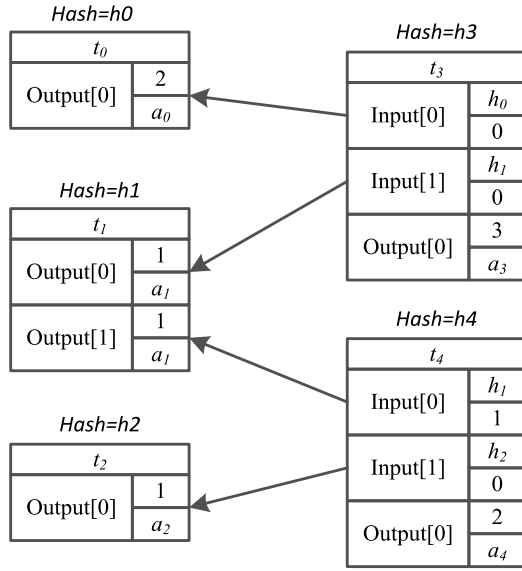 Hash=h0
t0
Output[0]
2
a0
Hash=h1
t1
Output[0]
1
a1
Output[1]
1
a1
Hash=h2
t2
Output[0]
1
a2
Hash=h3
t3
Input[0]
h0
0
Input[1]
h1
0
Output[0]
3
a3
Hash=h4
t4
Input[0]
h1
1
Input[1]
h2
0
Output[0]
2
a4